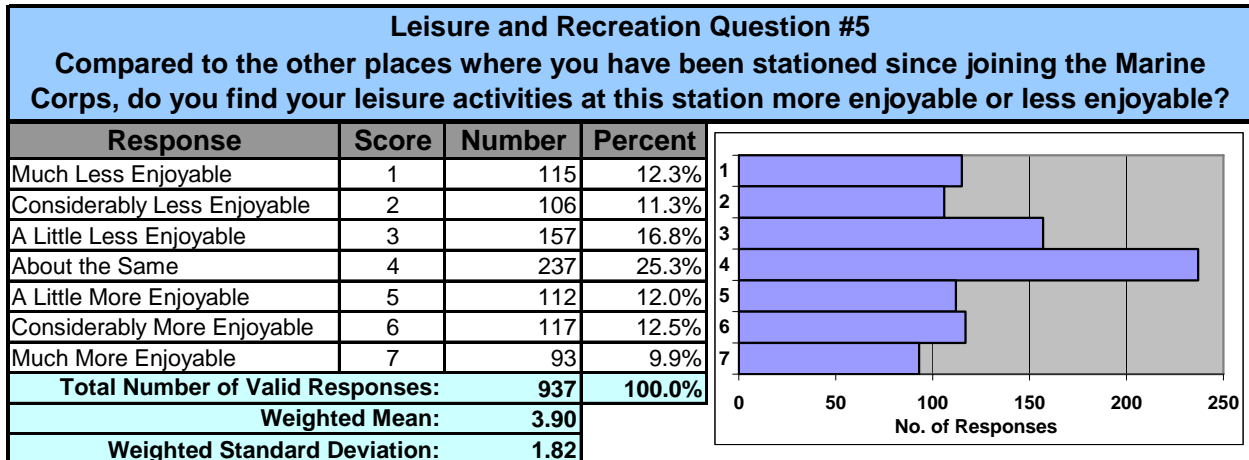 Leisure and Recreation Question #5
Compared to the other places where you have been stationed since joining the Marine
Corps, do you find your leisure activities at this station more enjoyable or less enjoyable?
Response Score Number Percent
Much Less Enjoyable 1 115 12.3%
Considerably Less Enjoyable 2 106 11.3%
A Little Less Enjoyable 3 157 16.8%
About the Same 4 237 25.3%
A Little More Enjoyable 5 112 12.0%
Considerably More Enjoyable 6 117 12.5%
Much More Enjoyable 7 93 9.9%
Total Number of Valid Responses: 937 100.0%
Weighted Mean: 3.90
Weighted Standard Deviation: 1.82
1
2
3
4
5
6
7
0 50 100 150 200 250
No. of Responses